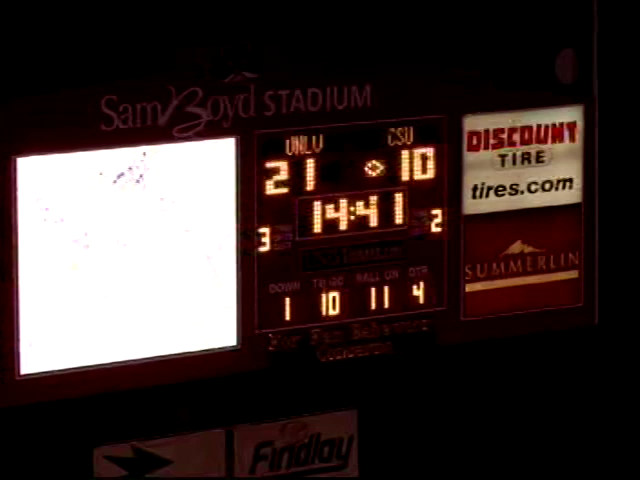 Sam Boyd STADIUM
UNLV CSU
21 10
14:41
3 2
DOWN TO GO BALL ON QTR
1 10 11 4
DISCOUNT
TIRE
tires.com
SUMMERLIN
Findlay